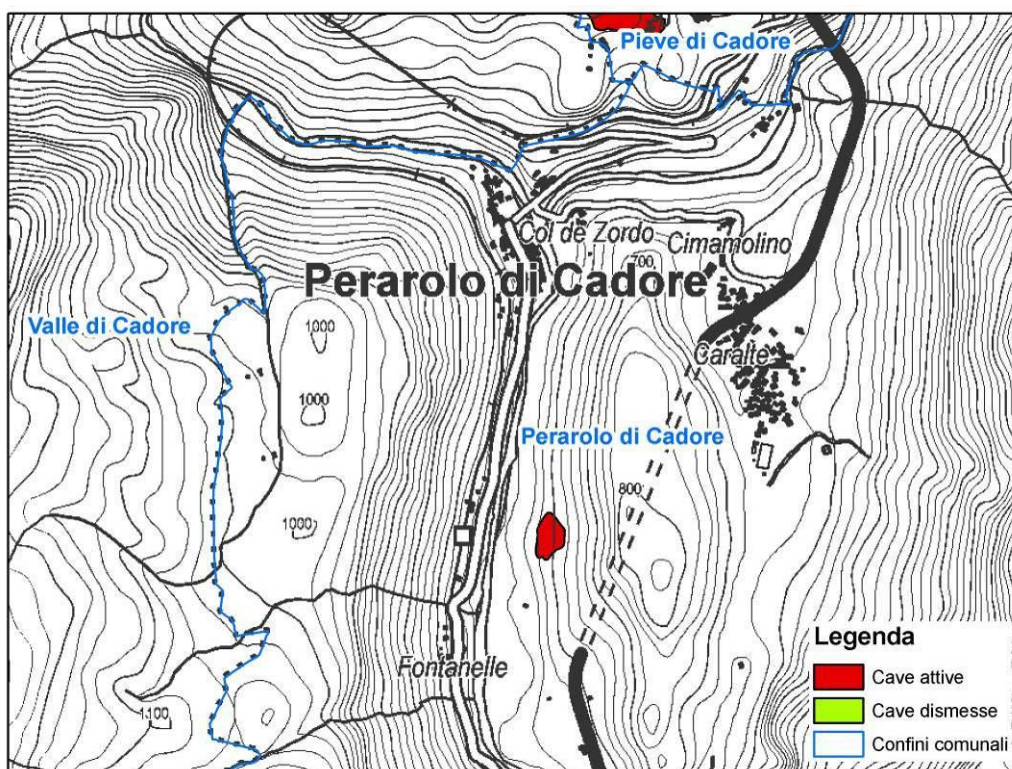 Pieve di Cadore
Col de Zordo
Cimamolino
700
Perarolo di Cadore
Valle di Cadore
1000
Caralte
1000
Perarolo di Cadore
800
1000
Fontanelle
1100
Legenda
Cave attive
Cave dismesse
Confini comunali